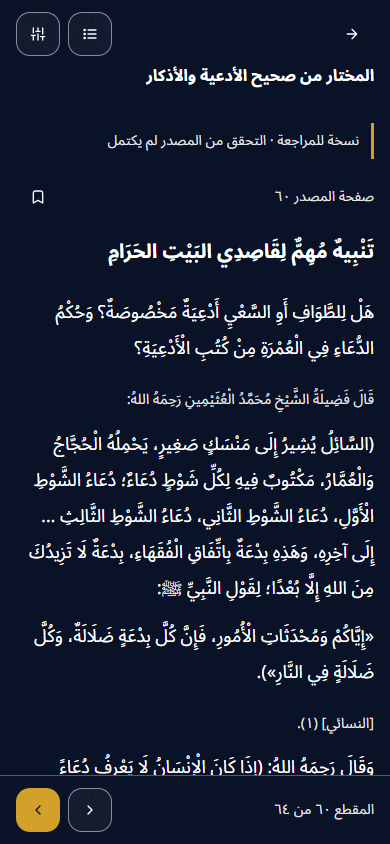 المختار من صحيح الأدعية والأذكار
نسخة للمراجعة · التحقق من المصدر لم يكتمل
صفحة المصدر ٦٠
تَنْبِيهٌ مُهِمٌّ لِقَاصِدِي البَيْتِ الحَرَامِ
هَلْ لِلطَّوَافِ أَوِ السَّعْيِ أَدْعِيَةٌ مَخْصُوصَةٌ؟ وَحُكْمُ
الدُّعَاءِ فِي الْعُمْرَةِ مِنْ كُتُبِ الْأَدْعِيَةِ؟
قَالَ فَضِيلَةُ الشَّيْخِ مُحَمَّدٌ الْعُثَيْمِينِ رَحِمَهُ اللهُ:
(السَّائِلُ يُشِيرُ إِلَى مَنْسَكٍ صَغِيرٍ، يَحْمِلُهُ الْحُجَّاجُ
وَالْعُمَّارُ، مَكْتُوبٌ فِيهِ لِكُلِّ شَوْطٍ دُعَاءٌ؛ دُعَاءُ الشَّوْطِ
الْأَوَّلِ، دُعَاءُ الشَّوْطِ الثَّانِي، دُعَاءُ الشَّوْطِ الثَّالِثِ ...
إِلَى آخِرِهِ، وَهَذِهِ بِدْعَةٌ بِاتِّفَاقِ الْفُقَهَاءِ، بِدْعَةٌ لَا تَزِيدُكَ
مِنَ اللهِ إِلَّا بُعْدًا؛ لِقَوْلِ النَّبِيِّ ﷺ:
«إِيَّاكُمْ وَمُحْدَثَاتِ الْأُمُورِ، فَإِنَّ كُلَّ بِدْعَةٍ ضَلَالَةٌ، وَكُلَّ
ضَلَالَةٍ فِي النَّارِ»).
[النسائي] (١).
وَقَالَ رَحِمَهُ اللهُ: (إِذَا كَانَ الْإِنْسَانُ لَا يَعْرِفُ دُعَاءً
المقطع ٦٠ من ٦٤